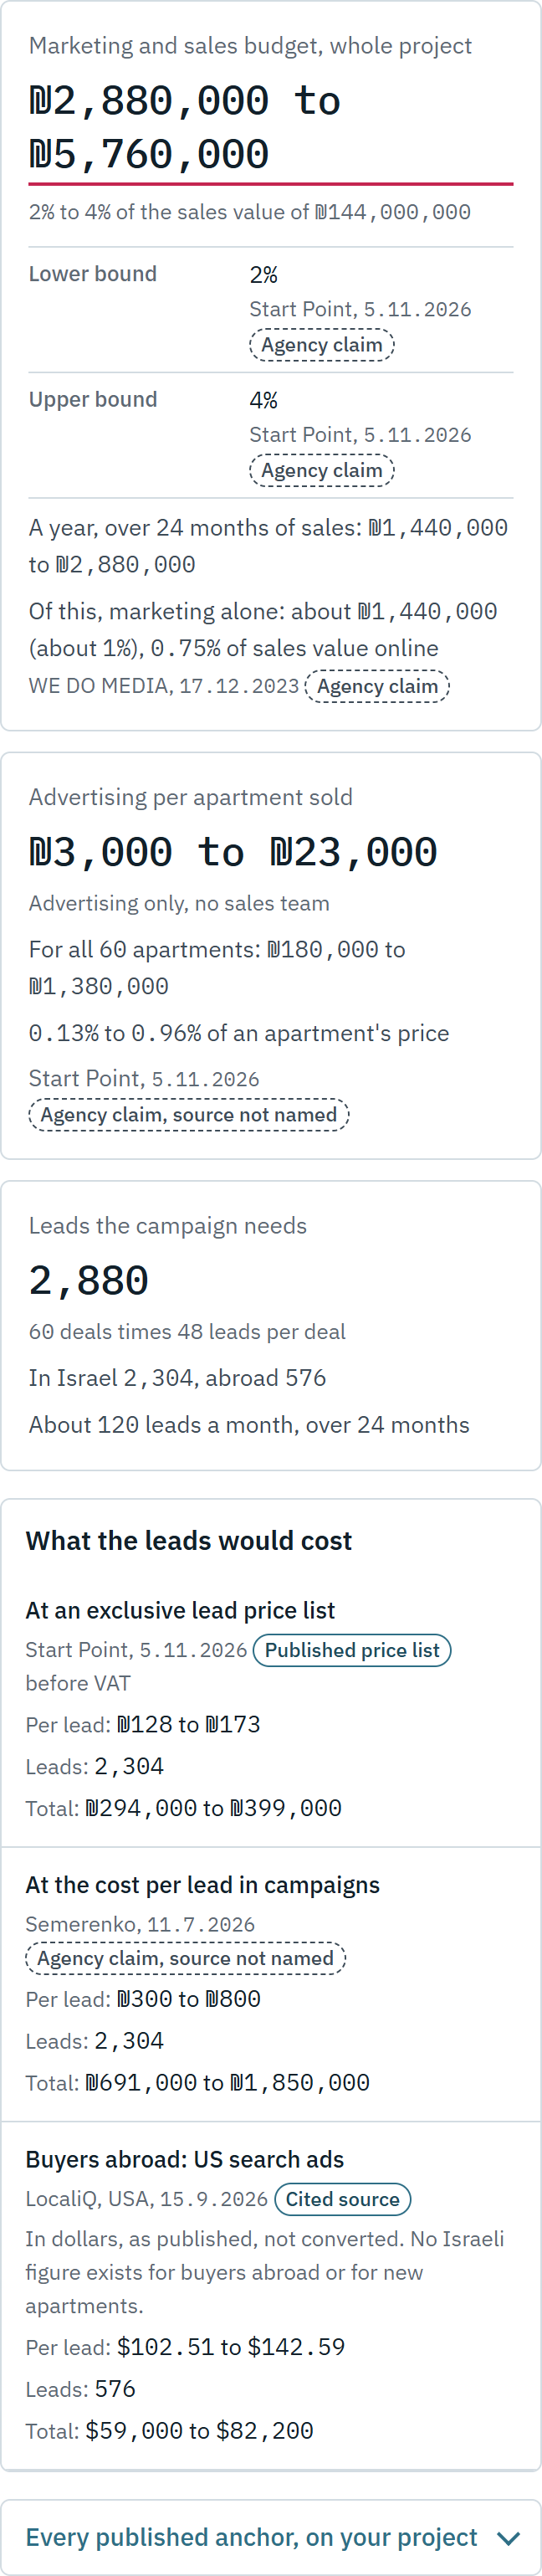 Marketing and sales budget, whole project
₪2,880,000 to
₪5,760,000
2% to 4% of the sales value of ₪144,000,000
Lower bound
2%
Start Point, 5.11.2026
Agency claim
Upper bound
4%
Start Point, 5.11.2026
Agency claim
A year, over 24 months of sales: ₪1,440,000
to ₪2,880,000
Of this, marketing alone: about ₪1,440,000
(about 1%), 0.75% of sales value online
WE DO MEDIA, 17.12.2023 Agency claim
Advertising per apartment sold
₪3,000 to ₪23,000
Advertising only, no sales team
For all 60 apartments: ₪180,000 to
₪1,380,000
0.13% to 0.96% of an apartment's price
Start Point, 5.11.2026
Agency claim, source not named
Leads the campaign needs
2,880
60 deals times 48 leads per deal
In Israel 2,304, abroad 576
About 120 leads a month, over 24 months
What the leads would cost
At an exclusive lead price list
Start Point, 5.11.2026 Published price list
before VAT
Per lead: ₪128 to ₪173
Leads: 2,304
Total: ₪294,000 to ₪399,000
At the cost per lead in campaigns
Semerenko, 11.7.2026
Agency claim, source not named
Per lead: ₪300 to ₪800
Leads: 2,304
Total: ₪691,000 to ₪1,850,000
Buyers abroad: US search ads
LocaliQ, USA, 15.9.2026 Cited source
In dollars, as published, not converted. No Israeli
figure exists for buyers abroad or for new
apartments.
Per lead: $102.51 to $142.59
Leads: 576
Total: $59,000 to $82,200
Every published anchor, on your project